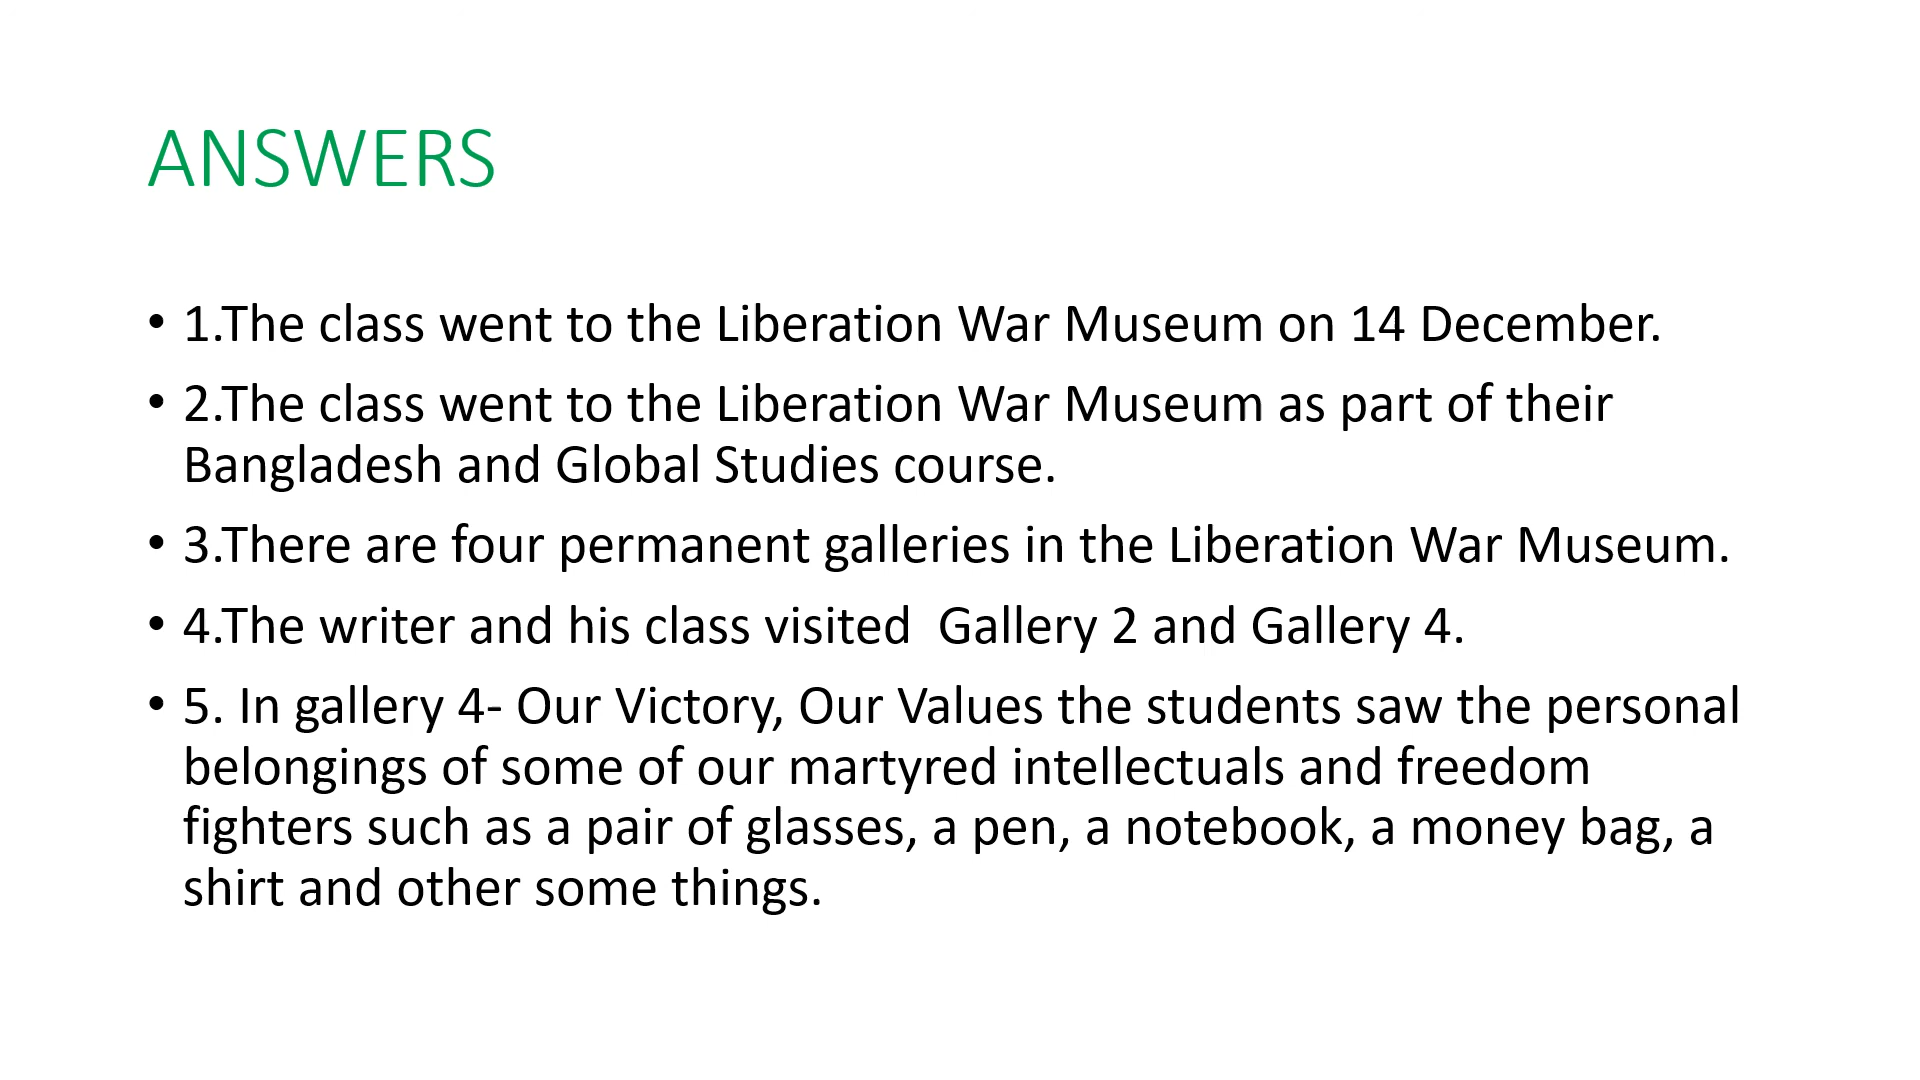 ANSWERS
• 1.The class went to the Liberation War Museum on 14 December.
• 2.The class went to the Liberation War Museum as part of their
Bangladesh and Global Studies course.
• 3.There are four permanent galleries in the Liberation War Museum.
• 4.The writer and his class visited  Gallery 2 and Gallery 4.
• 5. In gallery 4- Our Victory, Our Values the students saw the personal
belongings of some of our martyred intellectuals and freedom
fighters such as a pair of glasses, a pen, a notebook, a money bag, a
shirt and other some things.